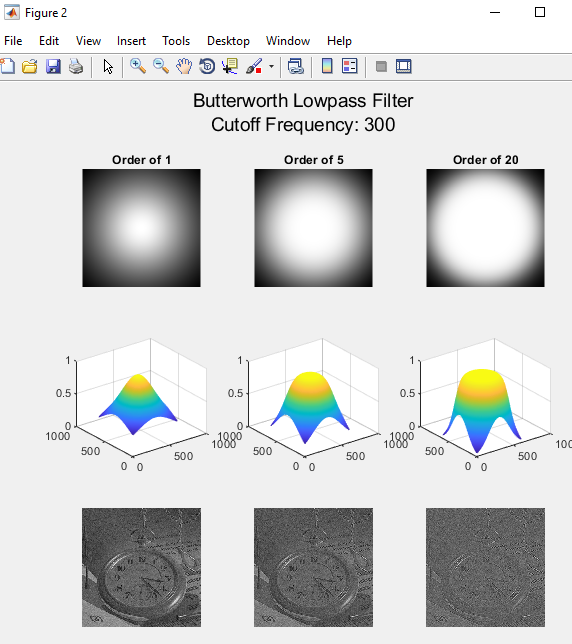 Figure 2
File Edit View Insert Tools Desktop Window Help
Butterworth Lowpass Filter
Cutoff Frequency: 300
Order of 1 Order of 5 Order of 20
1 1 1
0.5 0.5 0.5
0 0 0
1000 1000 1000 1000 1000 100
500 500 500 500 500 500
0 0 0 0 0 0